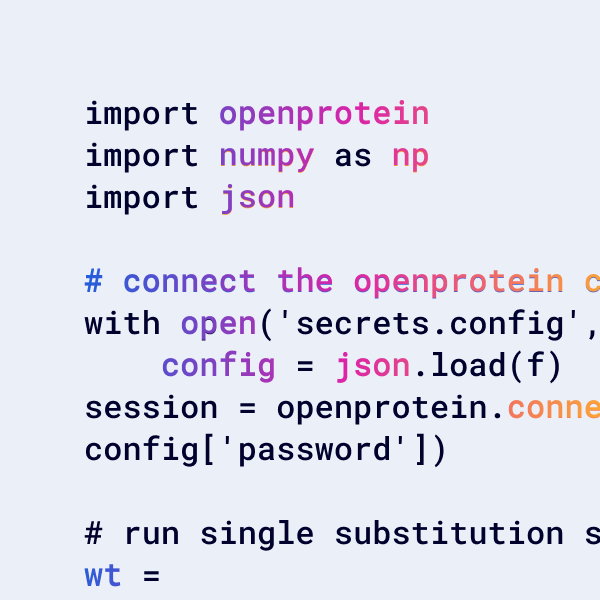 import openprotein
import numpy as np
import json
# connect the openprotein
with open('secrets.config',
    config = json.load(f)
session = openprotein.conne
config['password'])
# run single substitution
wt =